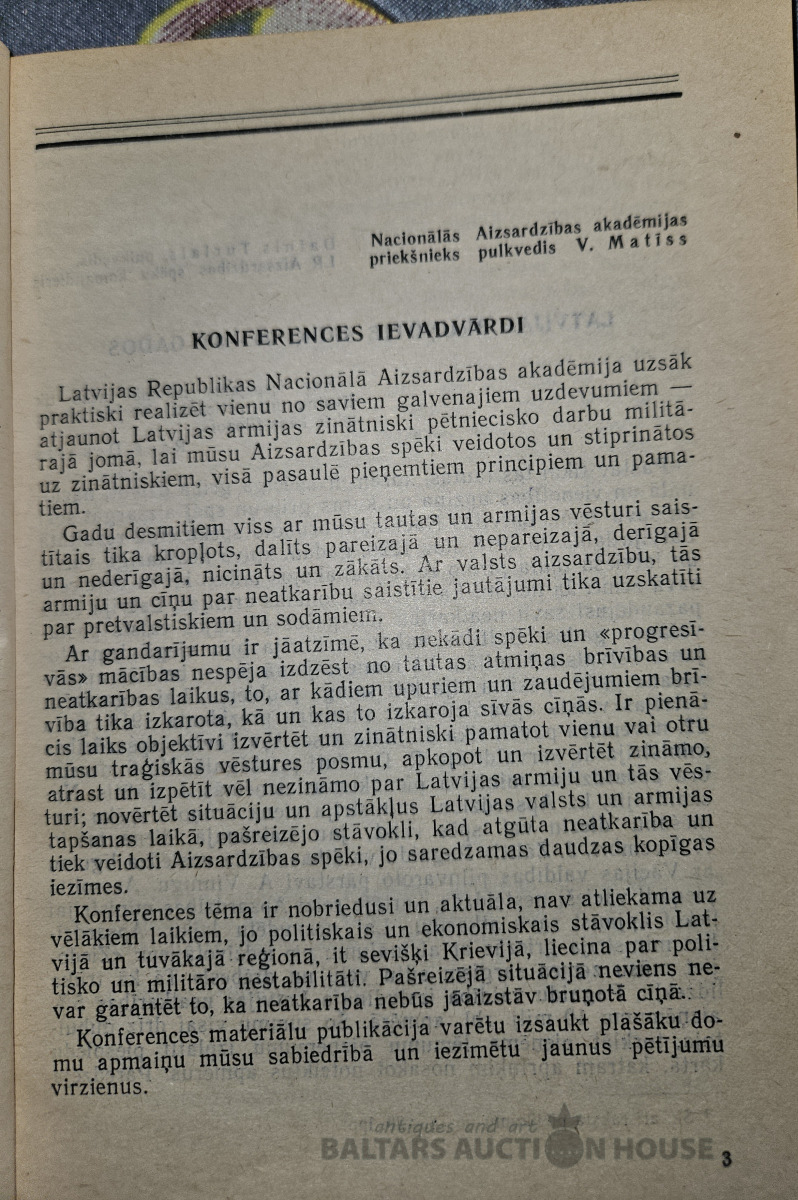 Nacionālās Aizsardzības akadēmijas
priekšnieks pulkvedis V. Matīss
KONFERENCES IEVADVĀRDI
Latvijas Republikas Nacionālā Aizsardzības akadēmija uzsāk
praktiski realizēt vienu no saviem galvenajiem uzdevumiem —
atjaunot Latvijas armijas zinātniski pētniecisko darbu militā-
rajā jomā, lai mūsu Aizsardzības spēki veidotos un stiprinātos
uz zinātniskiem, visā pasaulē pieņemtiem principiem un pama-
tiem.
Gadu desmitiem viss ar mūsu tautas un armijas vēsturi sais-
tītais tika kropļots, dalīts pareizajā un nepareizajā, derīgajā
un nederīgajā, nicināts un zākāts. Ar valsts aizsardzību, tās
armiju un cīņu par neatkarību saistītie jautājumi tika uzskatīti
par pretvalstiskiem un sodāmiem.
Ar gandarījumu ir jāatzīmē, ka nekādi spēki un «progresī-
vās» mācības nespēja izdzēst no tautas atmiņas brīvības un
neatkarības laikus, to, ar kādiem upuriem un zaudējumiem brī-
vība tika izkarota, kā un kas to izkaroja sīvās cīņās. Ir pienā-
cis laiks objektīvi izvērtēt un zinātniski pamatot vienu vai otru
mūsu traģiskās vēstures posmu, apkopot un izvērtēt zināmo,
atrast un izpētīt vēl nezināmo par Latvijas armiju un tās vēs-
turi; novērtēt situāciju un apstākļus Latvijas valsts un armijas
tapšanas laikā, pašreizējo stāvokli, kad atgūta neatkarība un
tiek veidoti Aizsardzības spēki, jo saredzamas daudzas kopīgas
iezīmes.
Konferences tēma ir nobriedusi un aktuāla, nav atliekama uz
vēlākiem laikiem, jo politiskais un ekonomiskais stāvoklis Lat-
vijā un tuvākajā reģionā, it sevišķi Krievijā, liecina par poli-
tisko un militāro nestabilitāti. Pašreizējā situācijā neviens ne-
var garantēt to, ka neatkarība nebūs jāaizstāv bruņotā cīņā.
Konferences materiālu publikācija varētu izsaukt plašāku do-
mu apmaiņu mūsu sabiedrībā un iezīmētu jaunus pētījumu
virzienus.
antiques and art
BALTARS AUCTION HOUSE
3